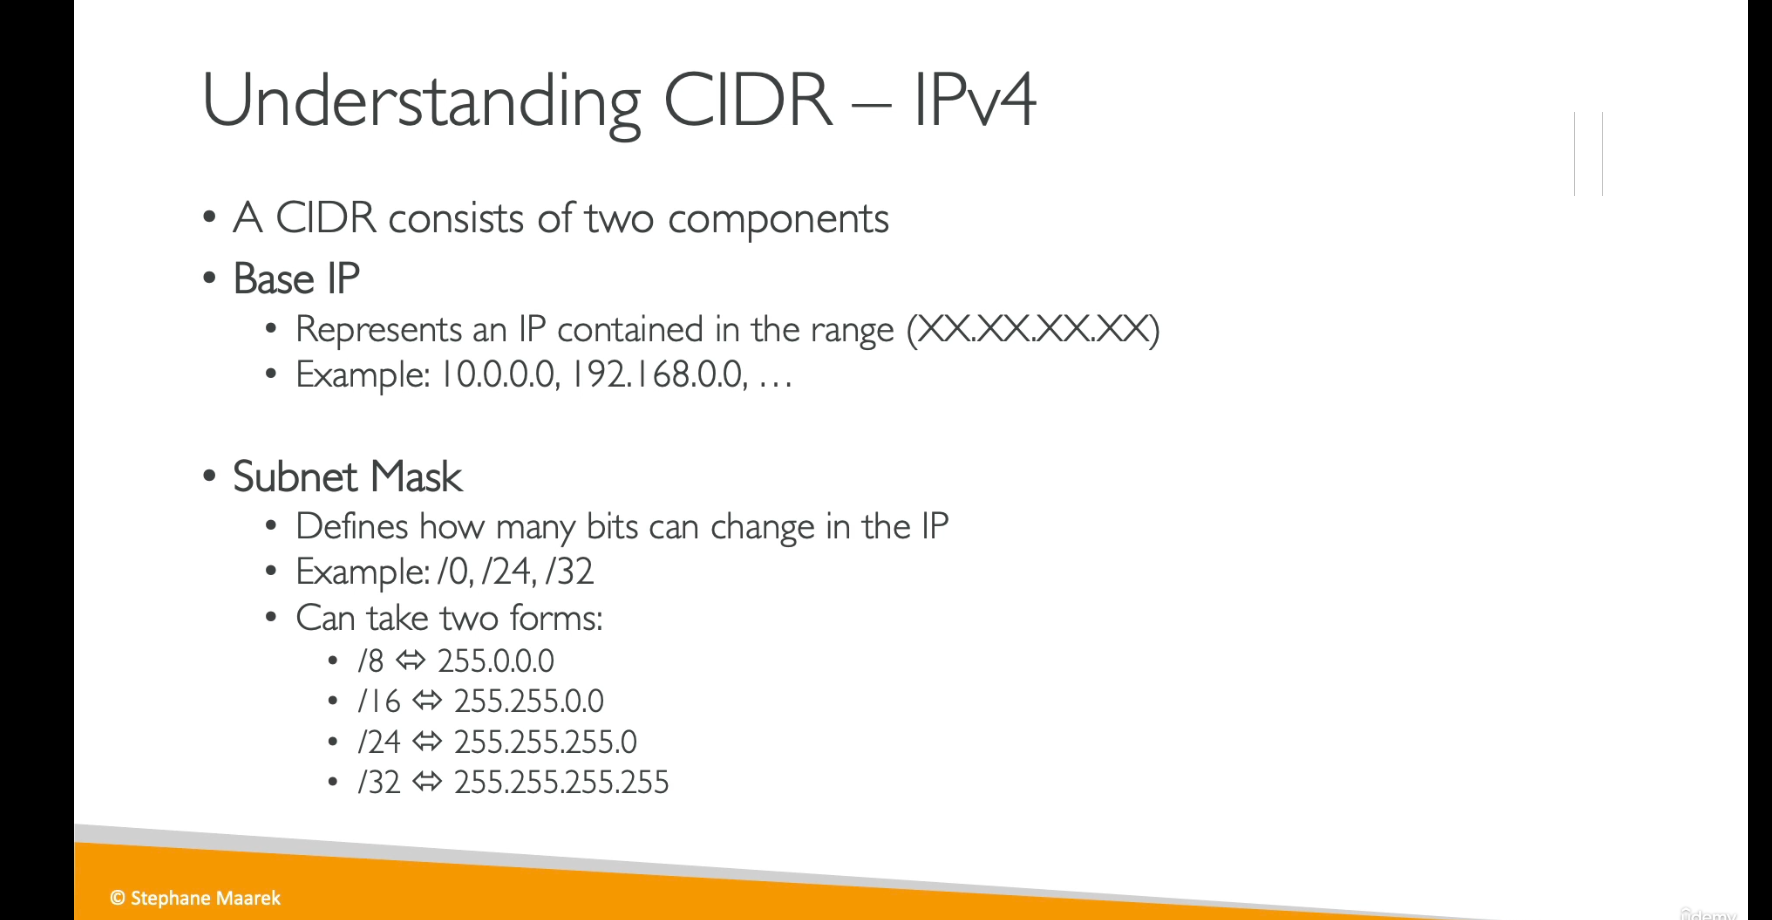 Understanding CIDR – IPv4
• A CIDR consists of two components
• Base IP
• Represents an IP contained in the range (XX.XX.XX.XX)
• Example: 10.0.0.0, 192.168.0.0, …
• Subnet Mask
• Defines how many bits can change in the IP
• Example: /0, /24, /32
• Can take two forms:
• /8 ⬄ 255.0.0.0
• /16 ⬄ 255.255.0.0
• /24 ⬄ 255.255.255.0
• /32 ⬄ 255.255.255.255
© Stephane Maarek
ûdemy